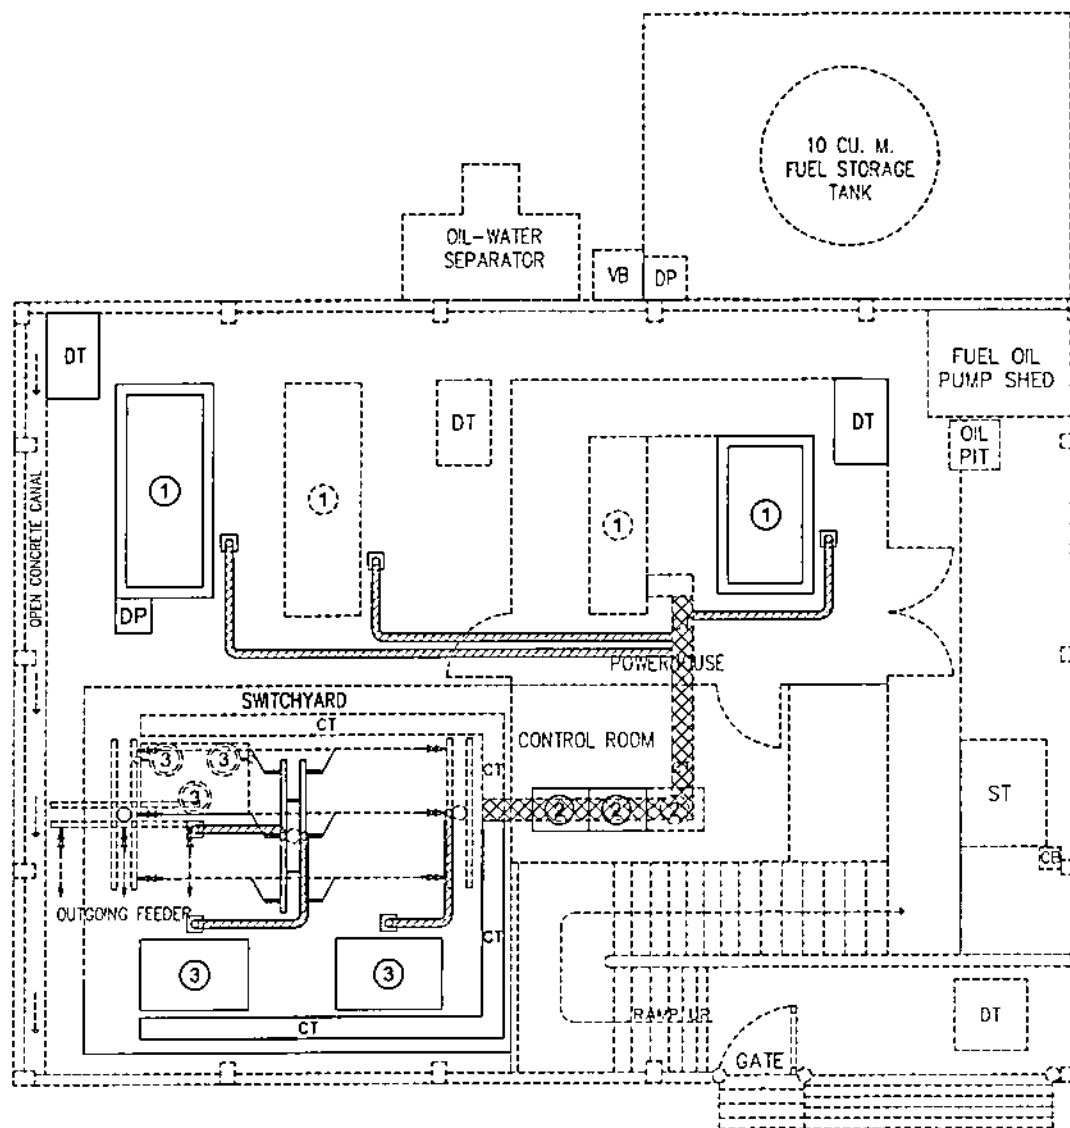 10 CU. M.
FUEL STORAGE
TANK
OIL-WATER
SEPARATOR
VB
DP
DT
FUEL OIL
PUMP SHED
DT
DT
OIL
PIT
1
1
1
1
OPEN CONCRETE CANAL
DP
POWERHOUSE
SWITCHYARD
CT
CONTROL ROOM
3
3
CT
3
2
2
2
ST
CB
OUTGOING FEEDER
CT
3
3
CT
RAMP UP
DT
GATE